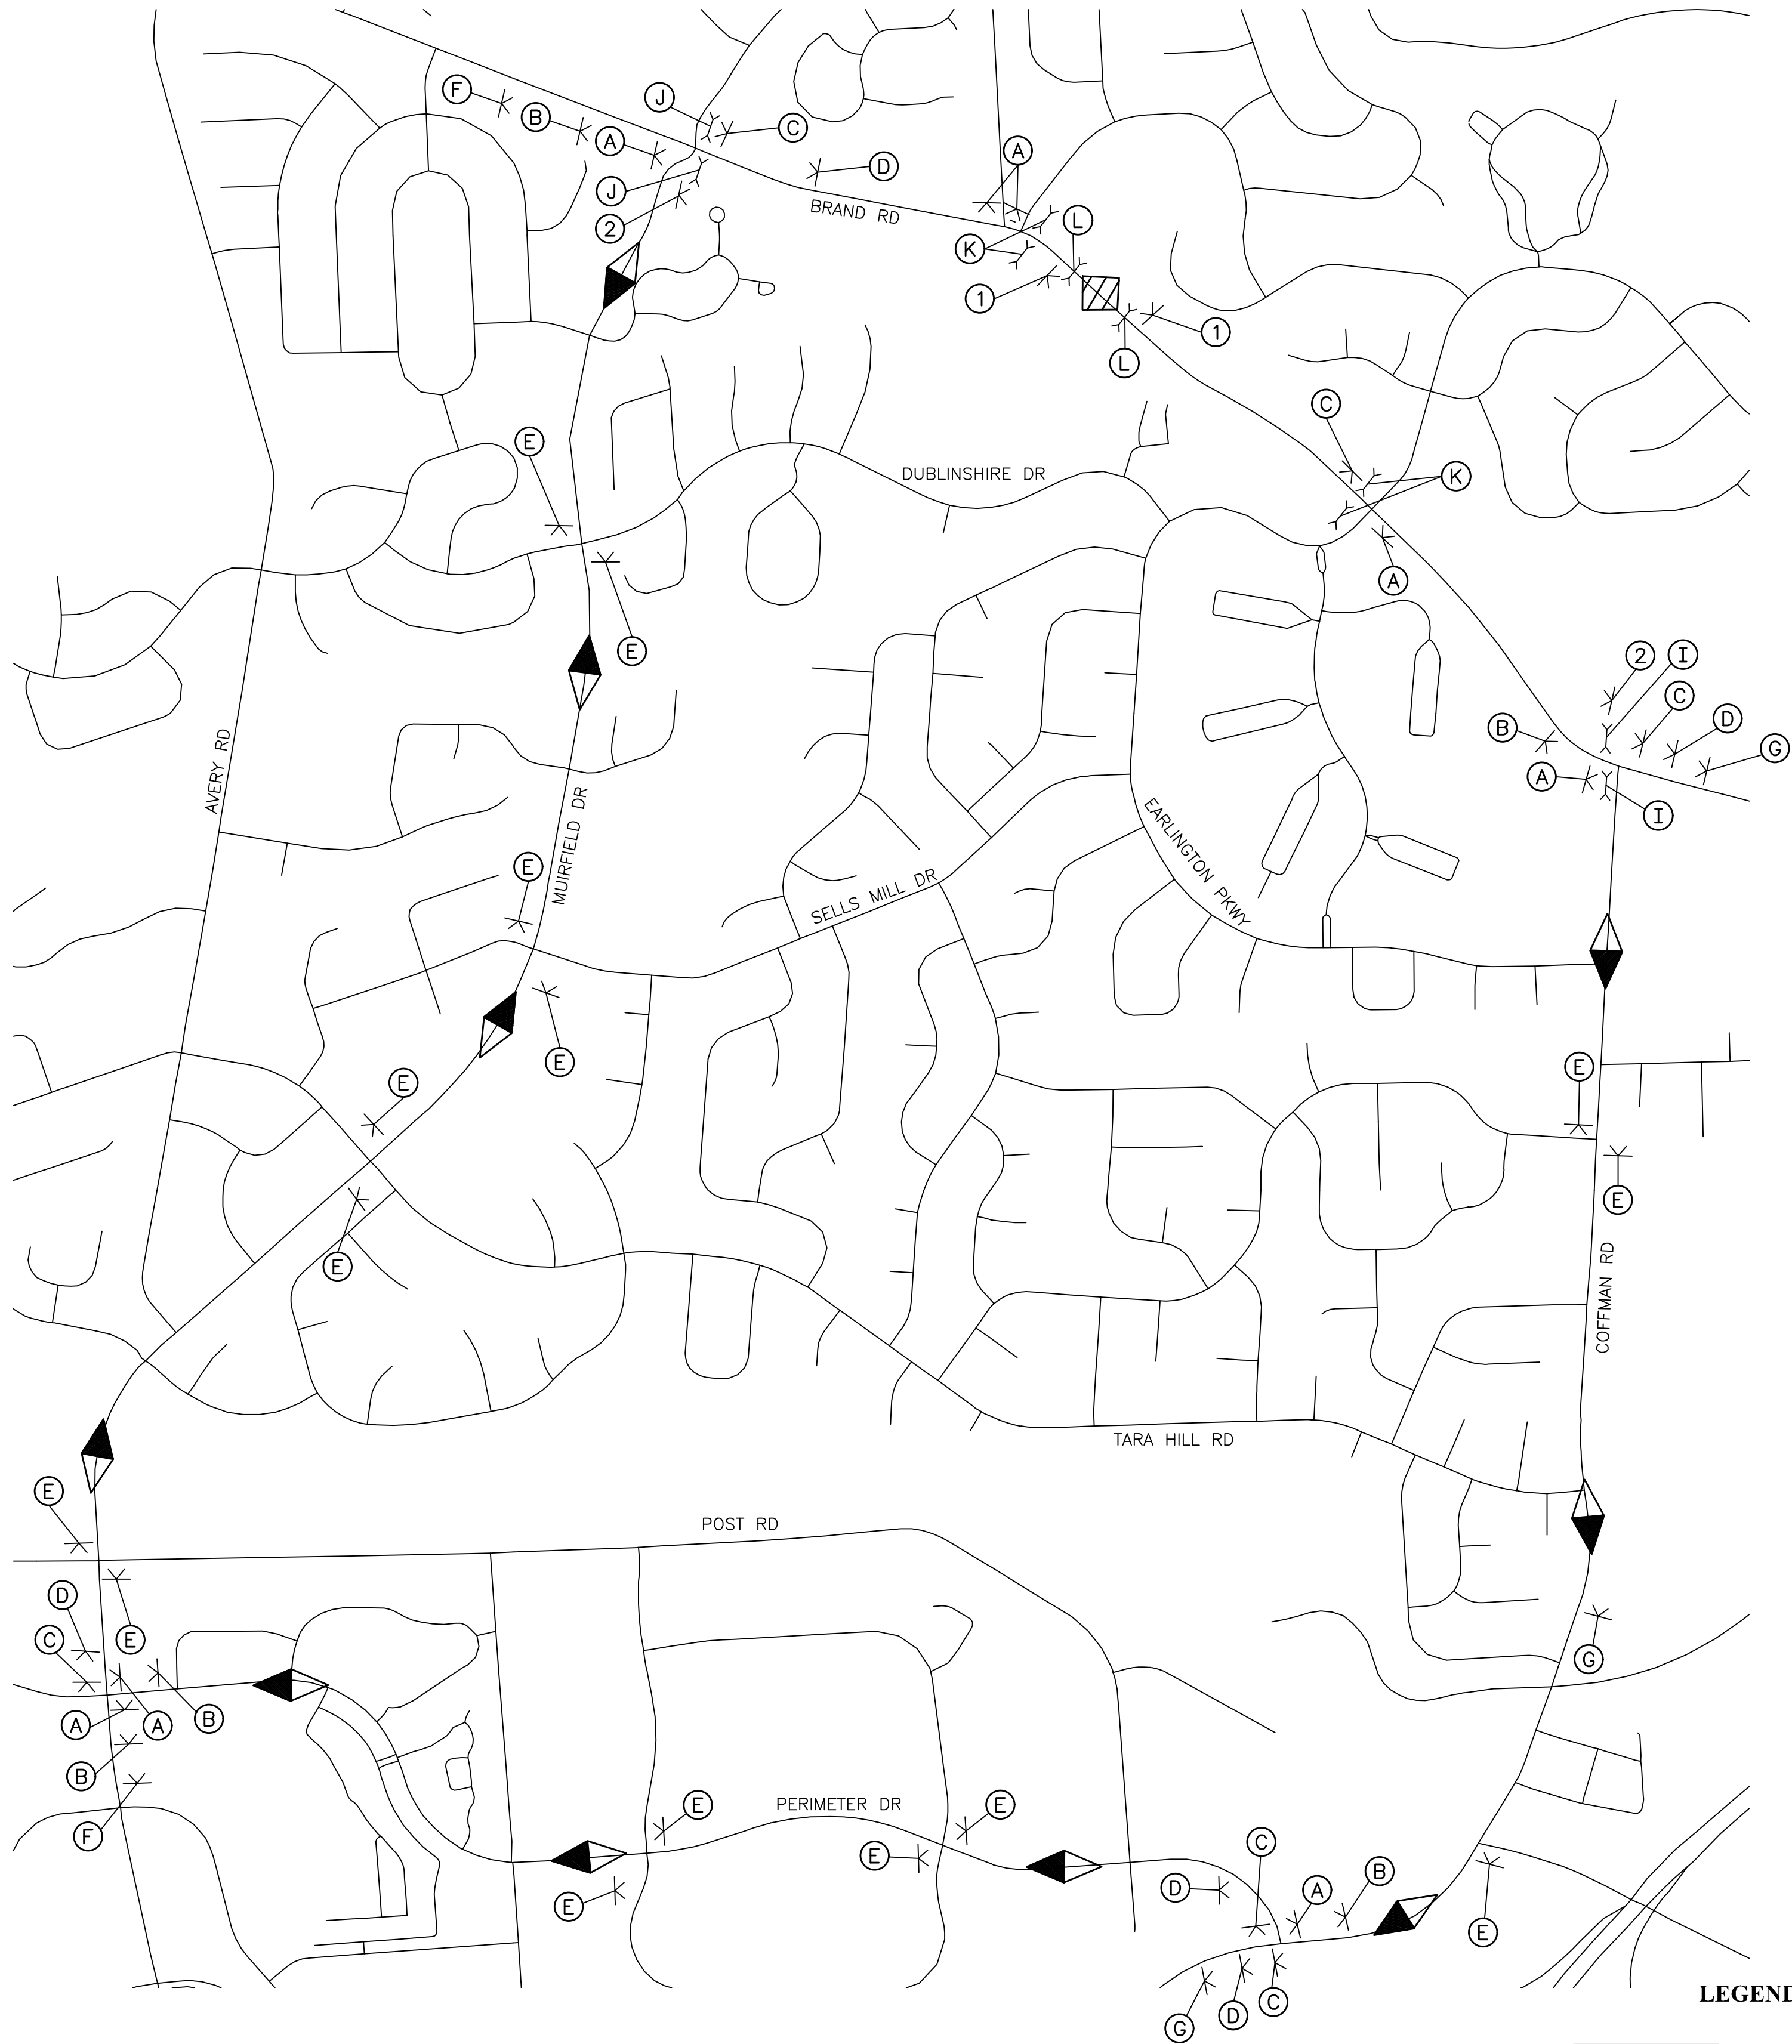 F
J
B
C
A
A
D
J
BRAND RD
L
2
K
1
1
L
C
E
DUBLINSHIRE DR
K
A
E
2
I
C
D
B
G
AVERY RD
A
MUIRFIELD DR
I
EARLINGTON PKWY
E
SELLS MILL DR
E
E
E
E
E
COFFMAN RD
TARA HILL RD
E
POST RD
D
C
E
G
B
A
A
B
PERIMETER DR
E
E
F
C
E
B
D
A
E
E
LEGEND
C
D
G